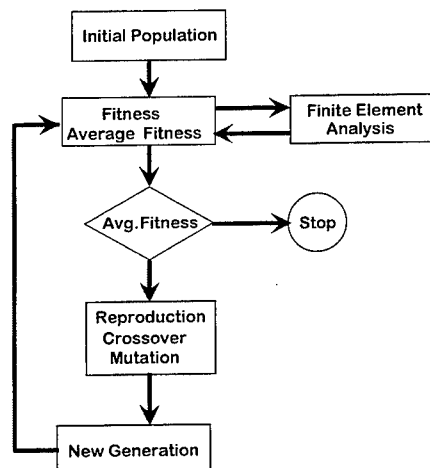 Initial Population
Fitness
Average Fitness
Finite Element
Analysis
Avg.Fitness
Stop
Reproduction
Crossover
Mutation
New Generation